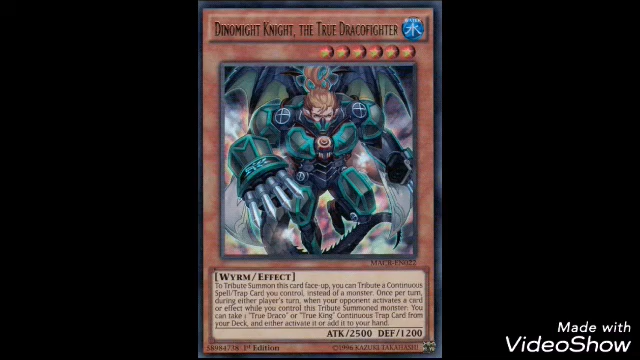 DINOMIGHT KNIGHT, THE TRUE DRACOFIGHTER
水
MACR-EN022
[WYRM/EFFECT]
To Tribute Summon this card face-up, you can Tribute a Continuous
Spell/Trap Card you control, instead of a monster. Once per turn,
during either player's turn, when your opponent activates a card
or effect while you control this Tribute Summoned monster: You
can take 1 "True Draco" or "True King" Continuous Trap Card from
your Deck, and either activate it or add it to your hand.
ATK/2500 DEF/1200
58984738 1st Edition
©1996 KAZUKI TAKAHASHI
Made with
VideoShow